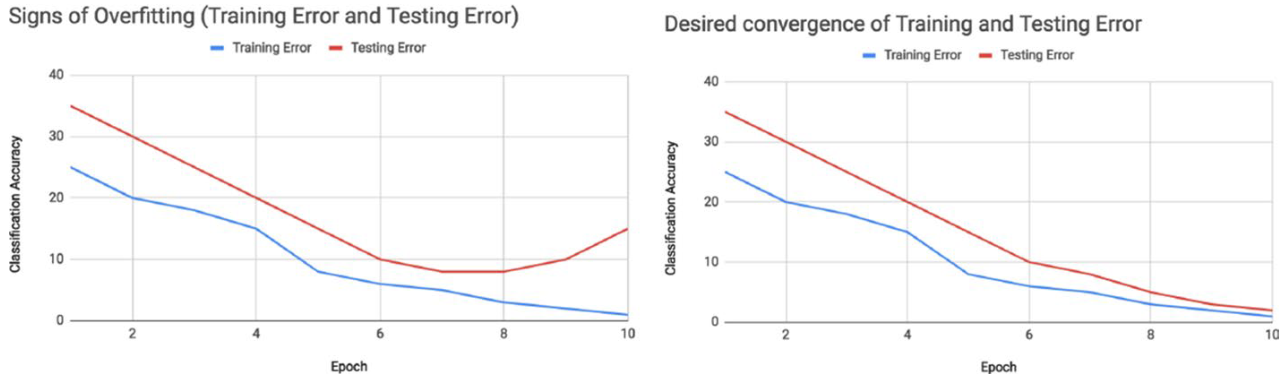 Signs of Overfitting (Training Error and Testing Error)
Training Error Testing Error
40
30
20
10
0
Classification Accuracy
2 4 6 8 10
Epoch
Desired convergence of Training and Testing Error
Training Error Testing Error
40
30
20
10
0
Classification Accuracy
2 4 6 8 10
Epoch